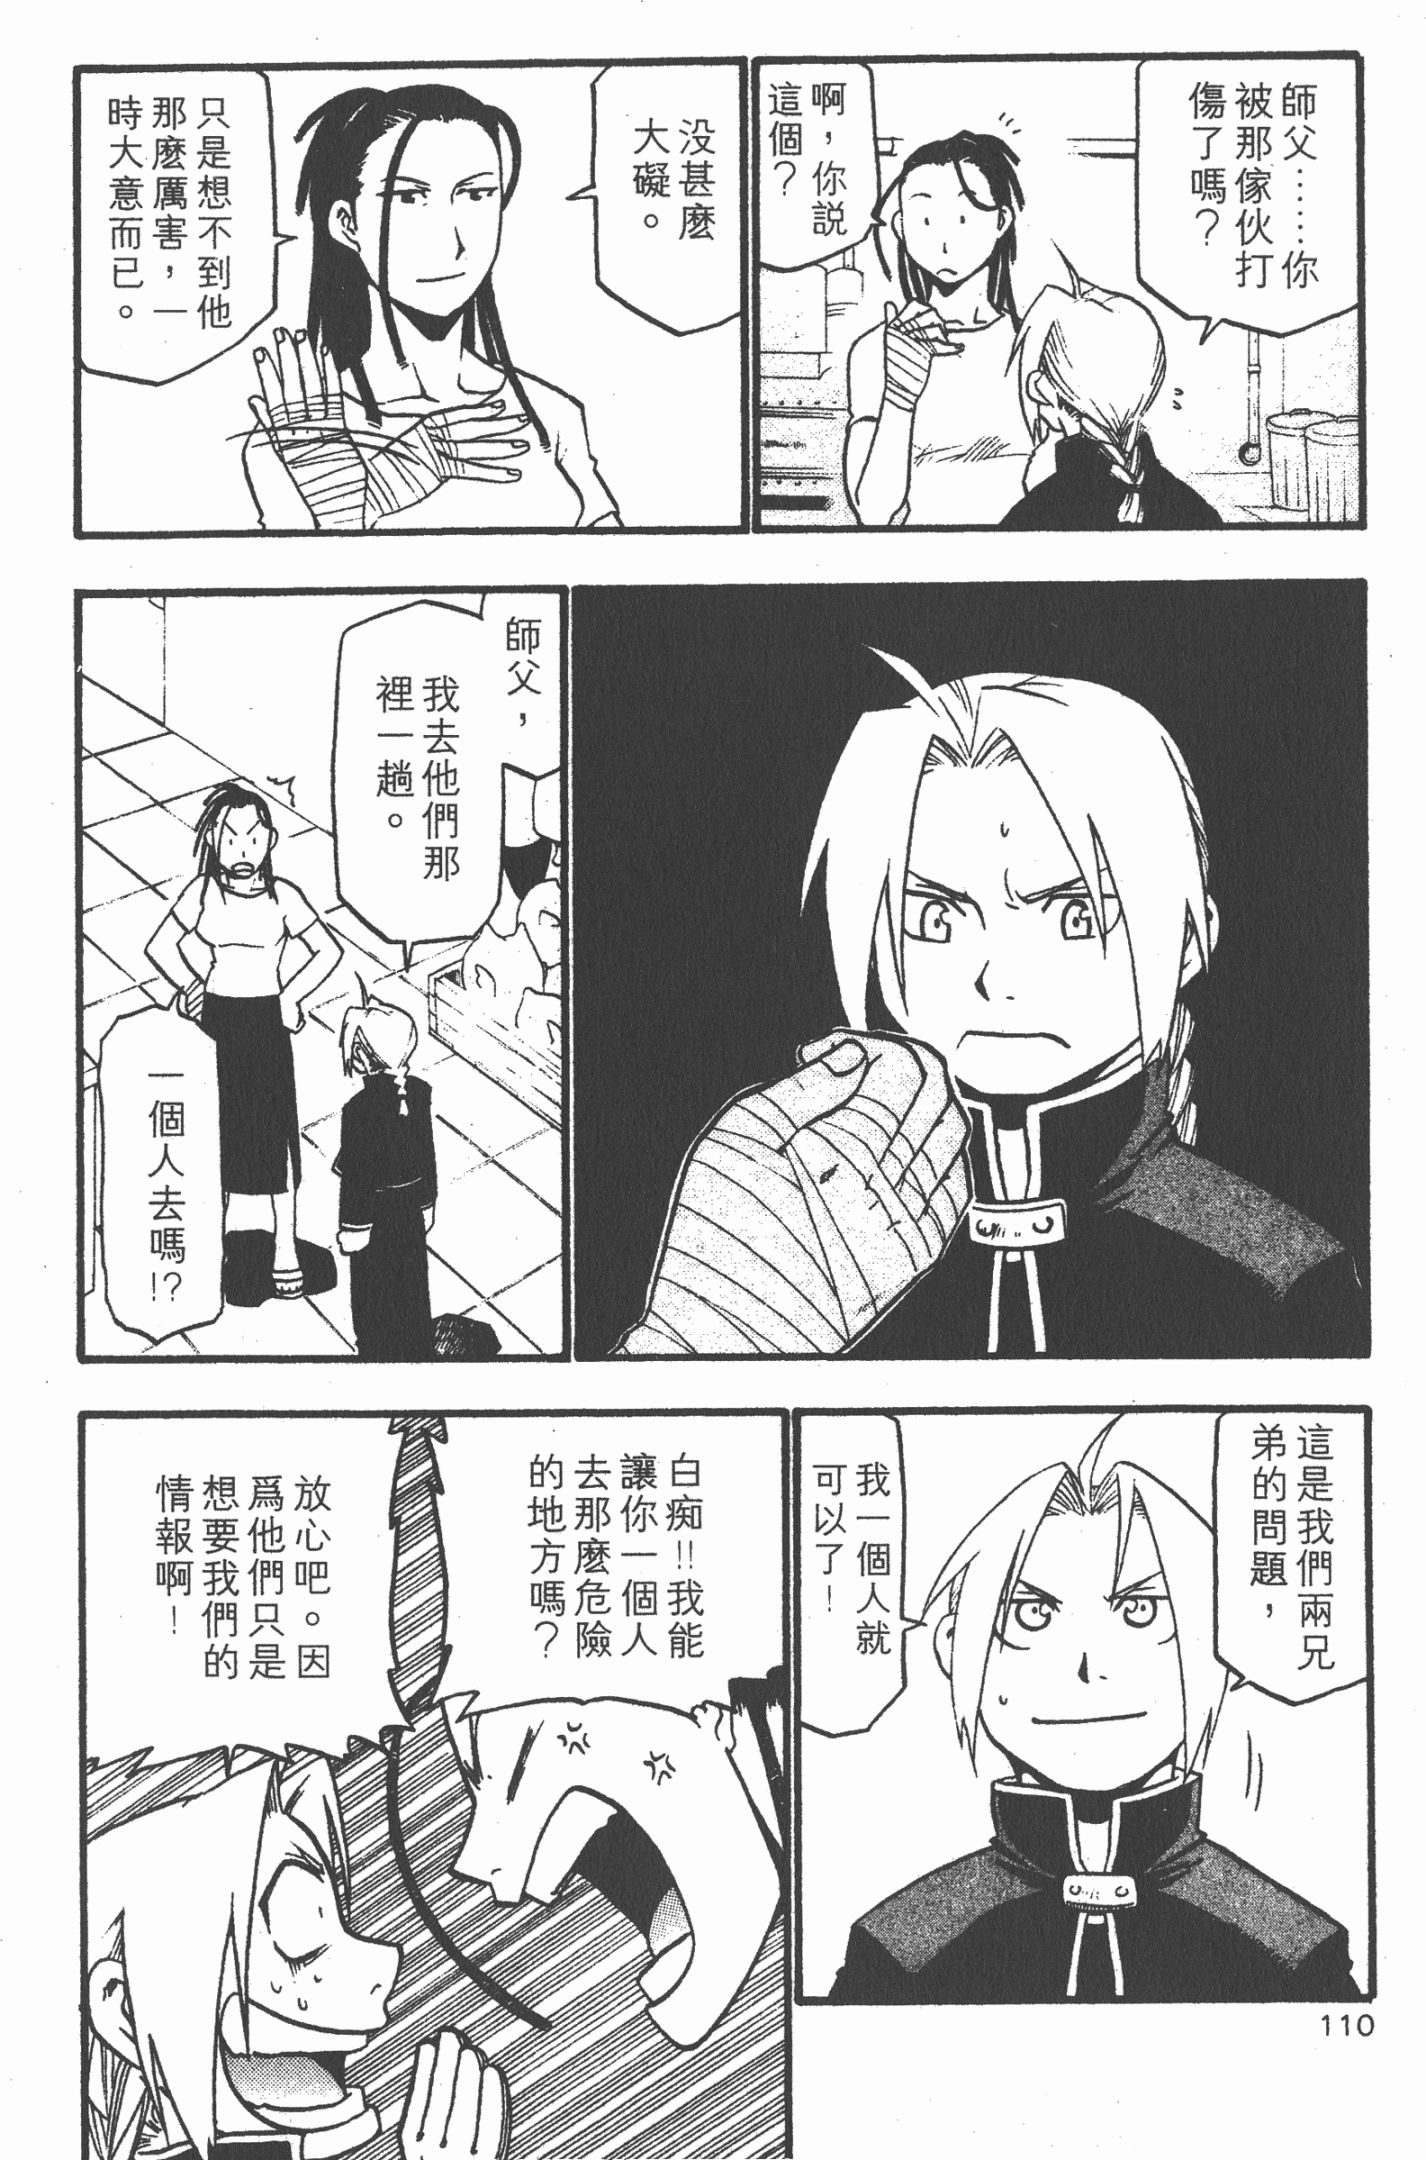 師父……你
被那傢伙打
傷了嗎？
啊，你説
這個？
没甚麽
大礙。
只是想不到他
那麽厲害，一
時大意而已。
師父，
我去他們那
裡一趟。
一個人去嗎!?
這是我們兩兄
弟的問題，
我一個人就
可以了！
白痴!!我能
讓你一個人
去那麽危險
的地方嗎？
放心吧。因
爲他們只是
想要我們的
情報啊！
110